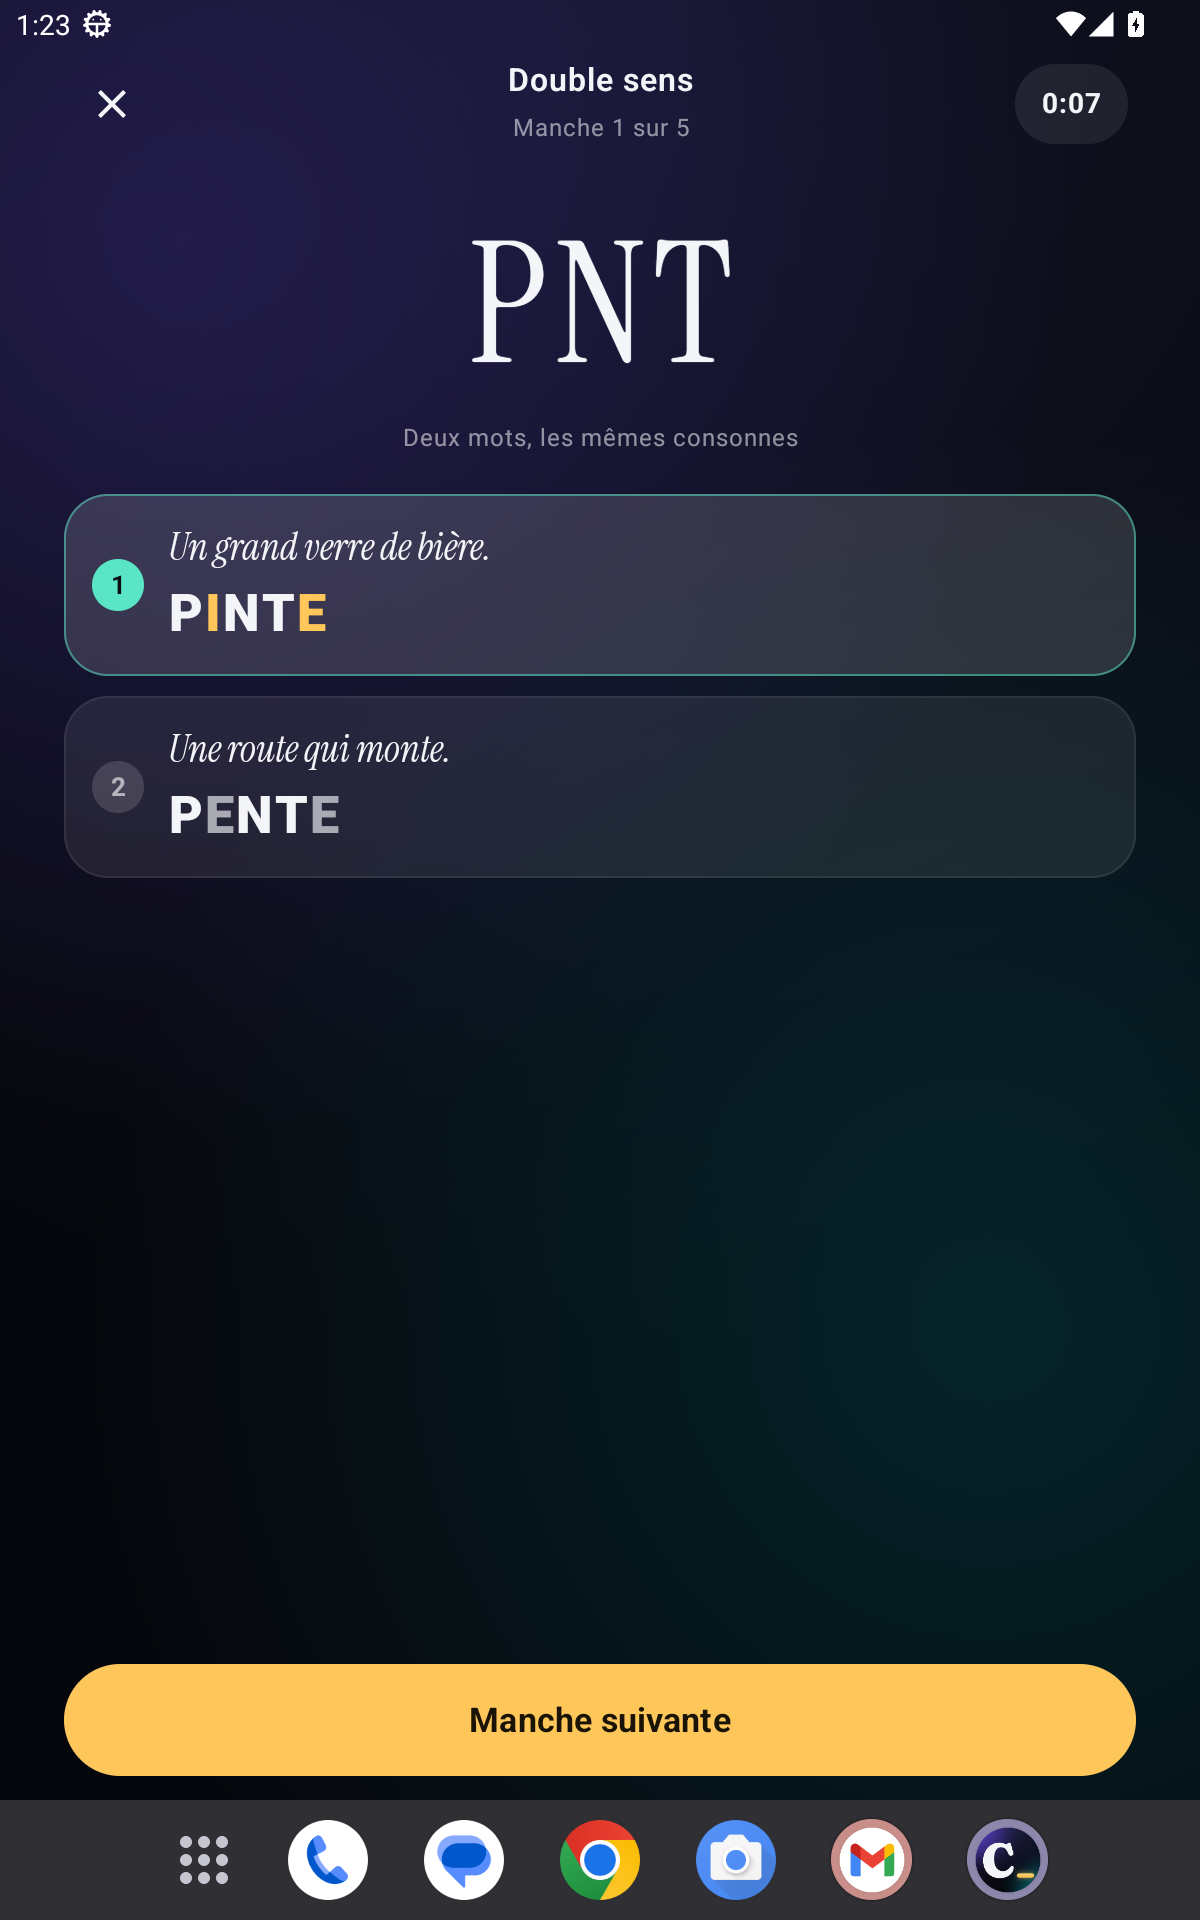 1:23
Double sens
Manche 1 sur 5
0:07
PNT
Deux mots, les mêmes consonnes
1
Un grand verre de bière.
PINTE
2
Une route qui monte.
PENTE
Manche suivante
C_